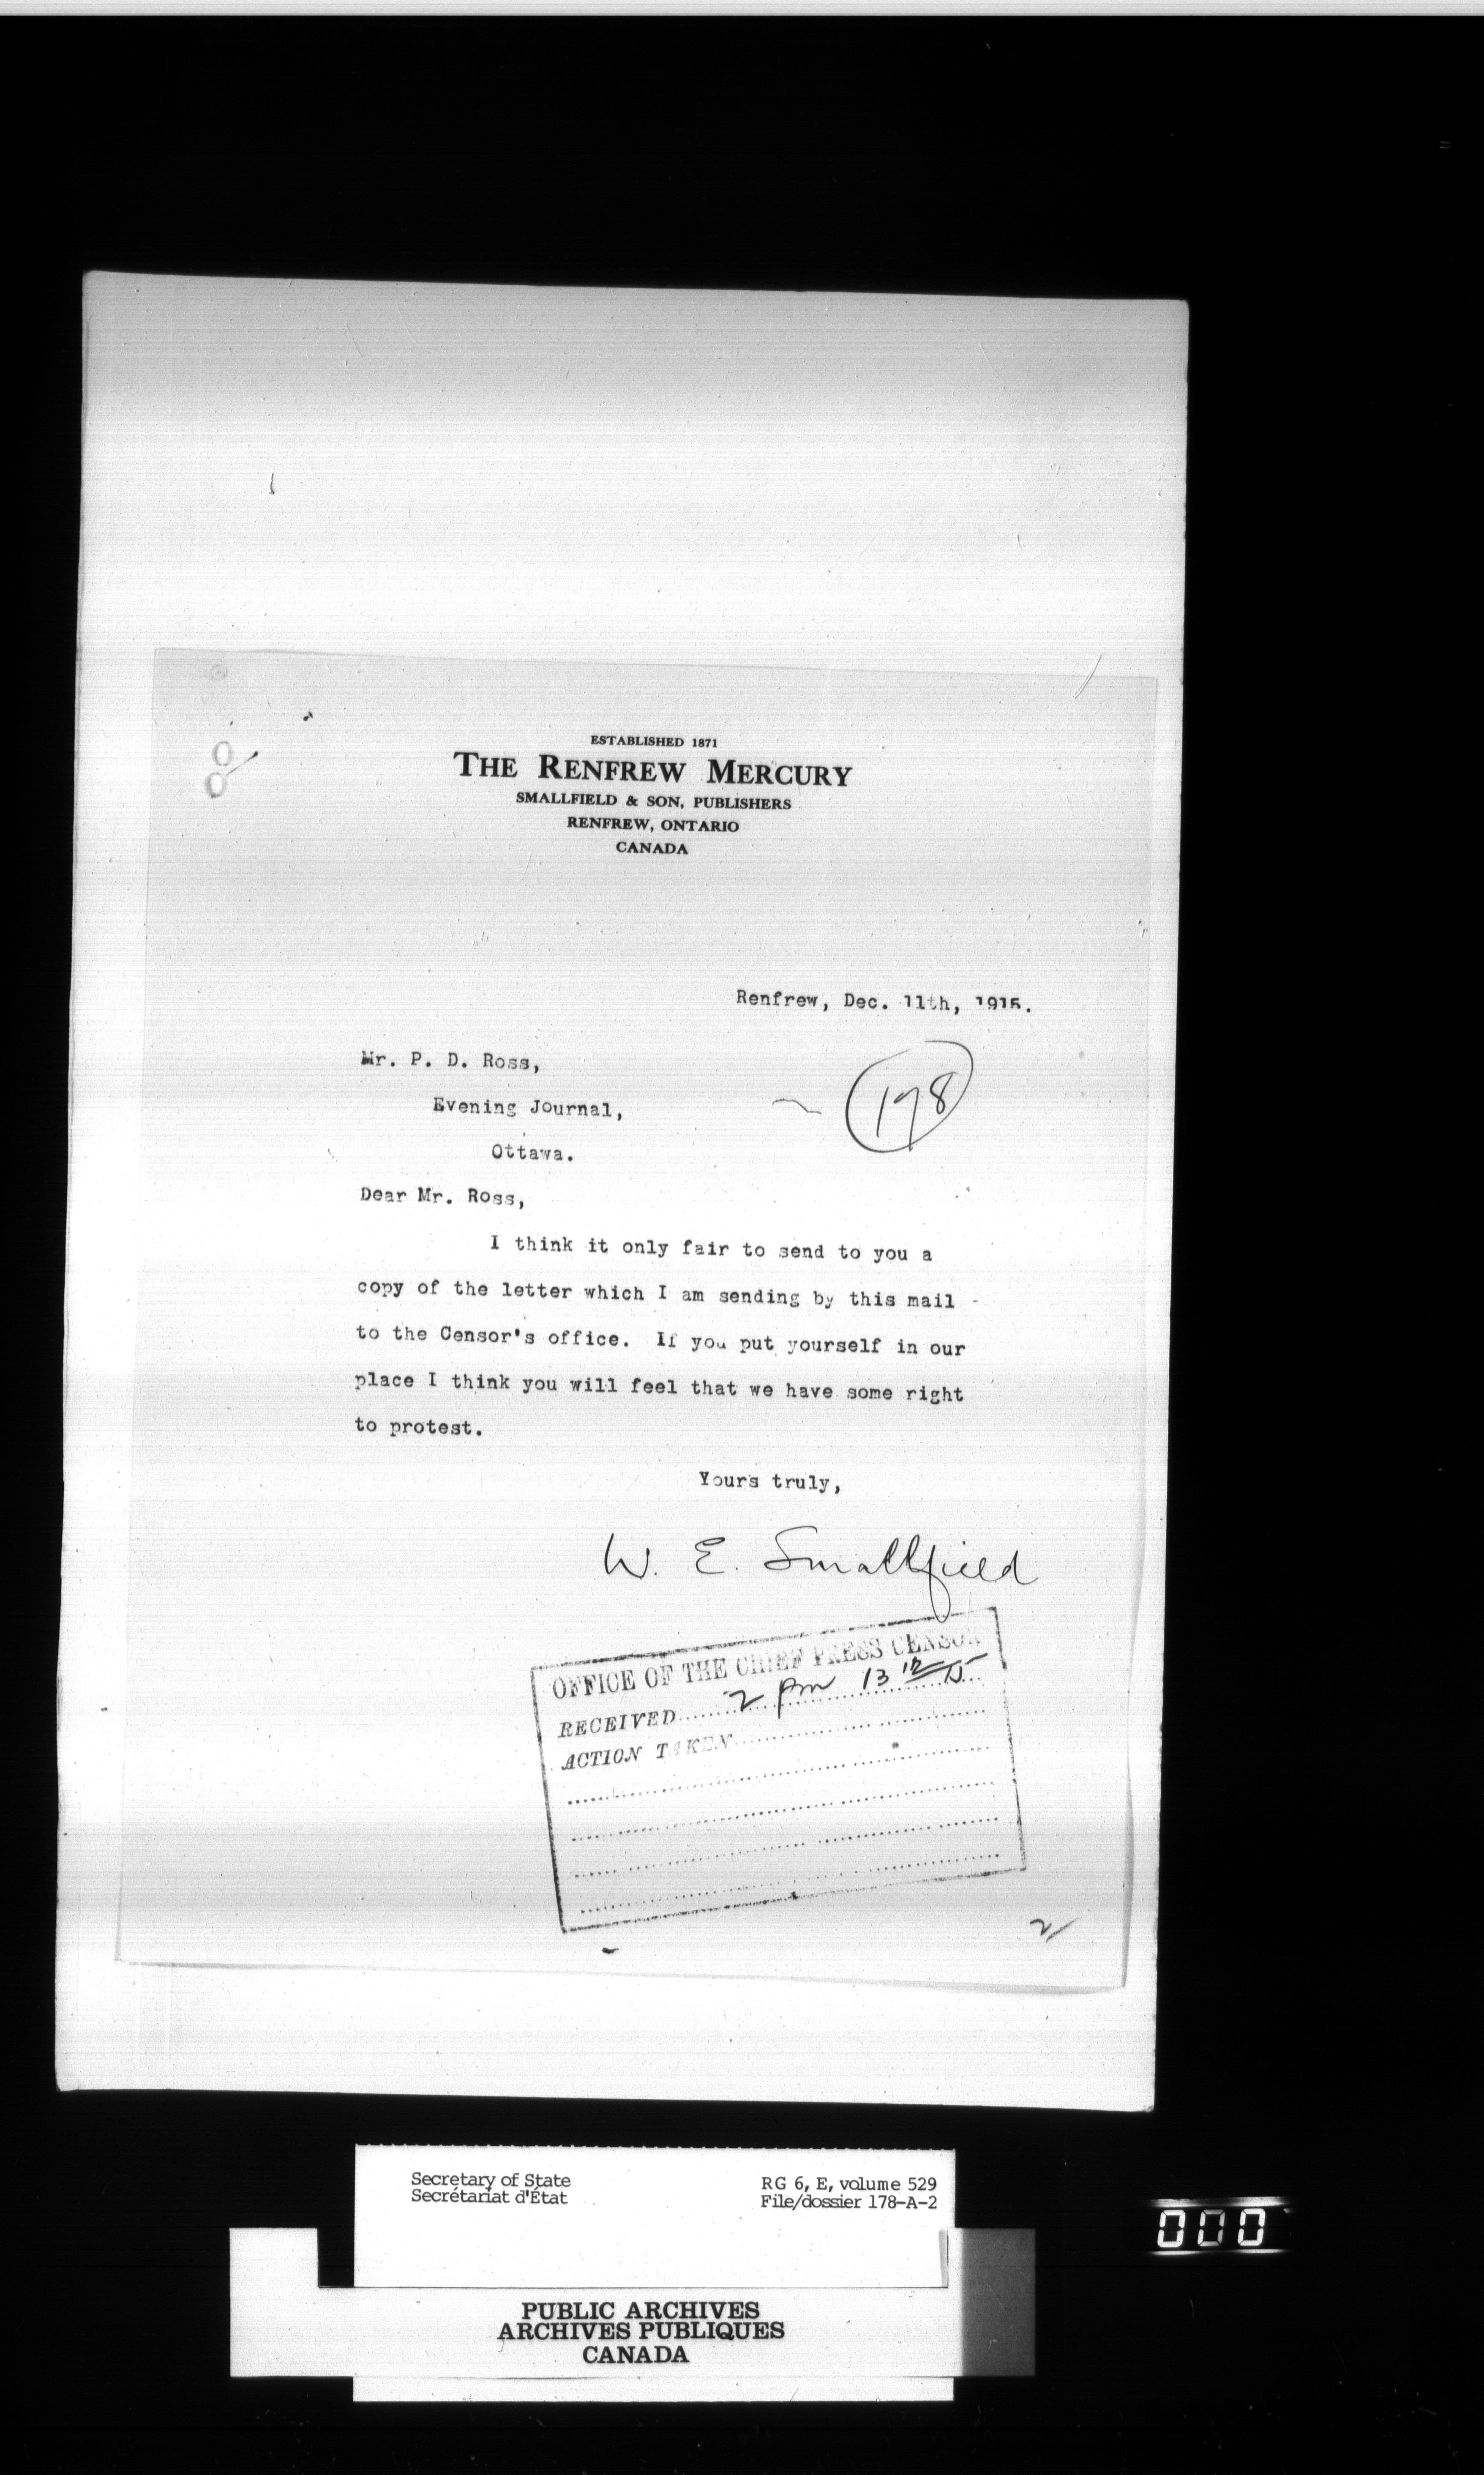 ESTABLISHED 1871
THE RENFREW MERCURY
SMALLFIELD & SON, PUBLISHERS
RENFREW, ONTARIO
CANADA
Renfrew, Dec. 11th, 1915.
Mr. P. D. Ross,
Evening Journal,
Ottawa.
178
Dear Mr. Ross,
I think it only fair to send to you a
copy of the letter which I am sending by this mail -
to the Censor's office. If you put yourself in our
place I think you will feel that we have some right
to protest.
Yours truly,
W. E. Smallfield
OFFICE OF THE CHIEF PRESS CENSOR
RECEIVED 2 pm 13 12 15
ACTION TAKEN
2/
Secretary of State
Secrétariat d'État
RG 6, E, volume 529
File/dossier 178-A-2
000
PUBLIC ARCHIVES
ARCHIVES PUBLIQUES
CANADA